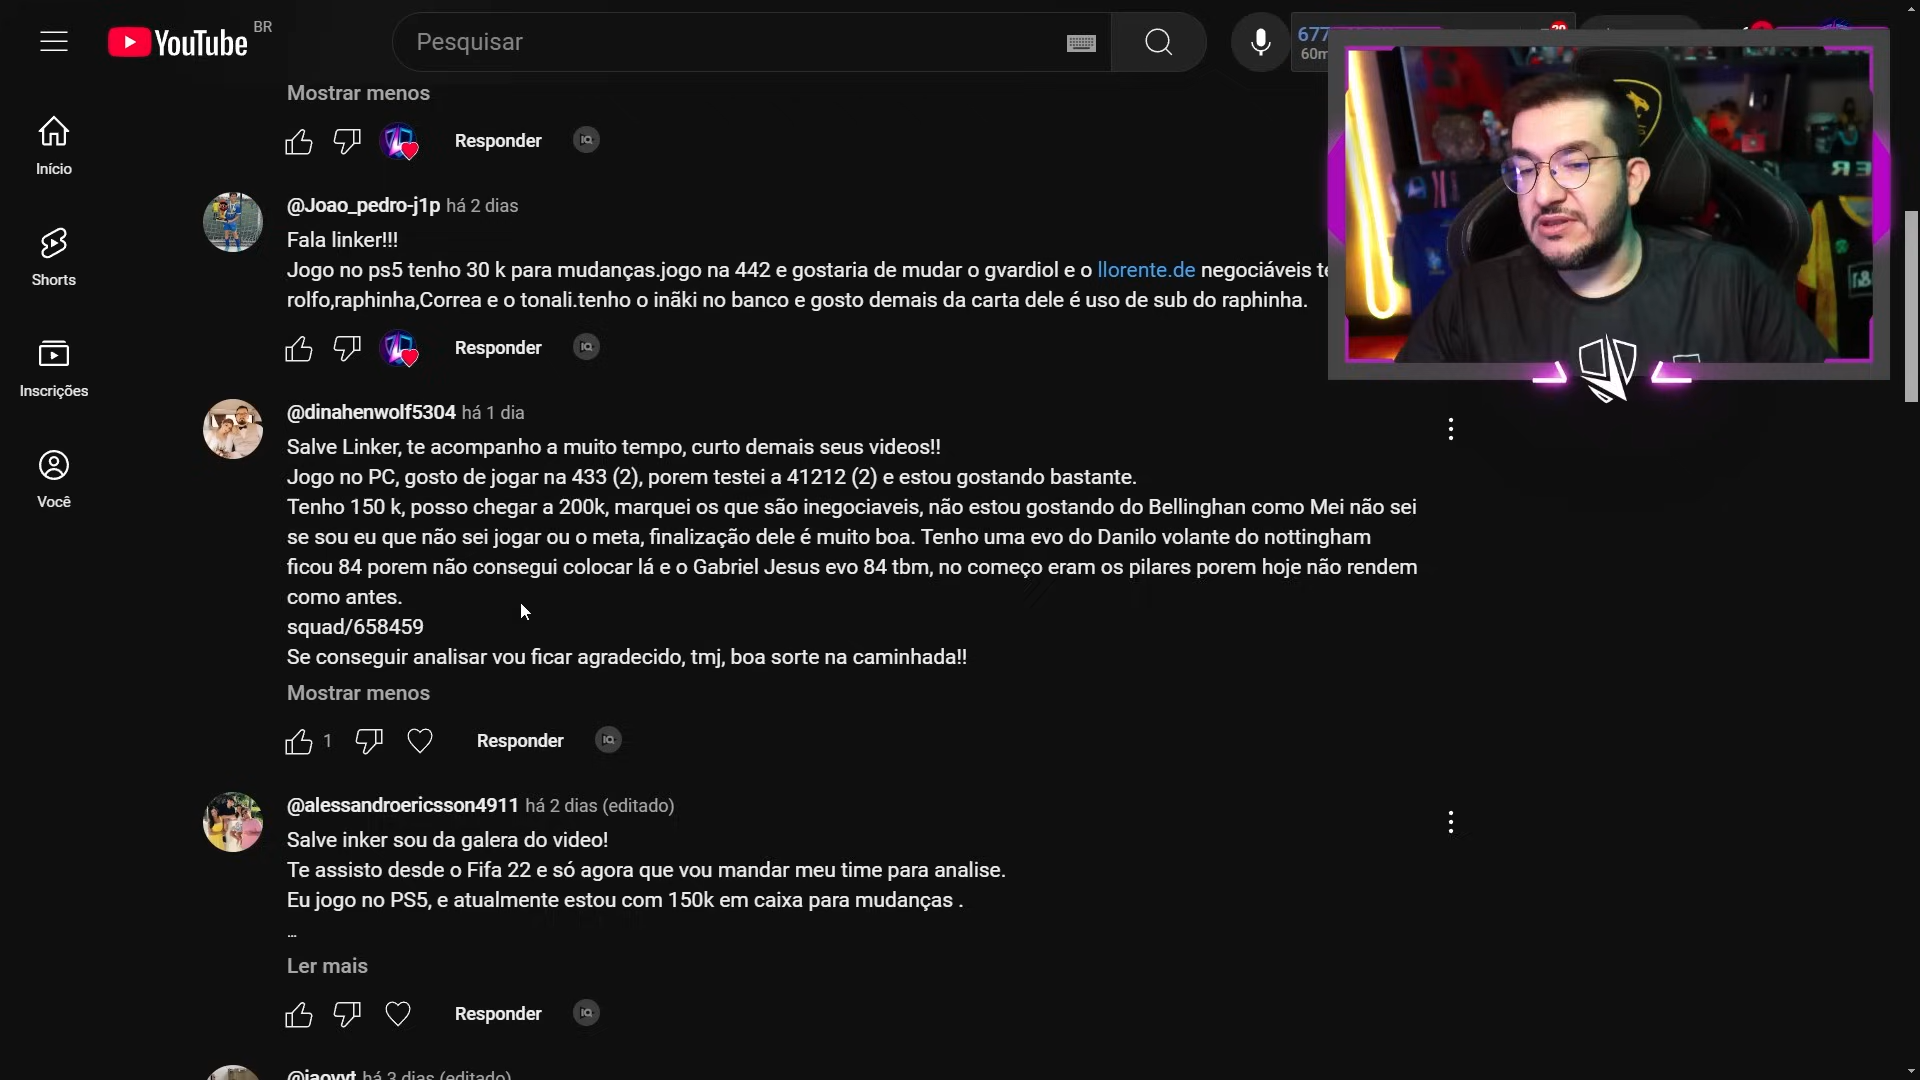 YouTube BR
Pesquisar
677
60m
20
Início
Shorts
Inscrições
Você
Mostrar menos
Responder
@Joao_pedro-j1p há 2 dias
Fala linker!!!
Jogo no ps5 tenho 30 k para mudanças.jogo na 442 e gostaria de mudar o gvardiol e o llorente.de negociáveis te
rolfo,raphinha,Correa e o tonali.tenho o inãki no banco e gosto demais da carta dele é uso de sub do raphinha.
Responder
@dinahenwolf5304 há 1 dia
Salve Linker, te acompanho a muito tempo, curto demais seus videos!!
Jogo no PC, gosto de jogar na 433 (2), porem testei a 41212 (2) e estou gostando bastante.
Tenho 150 k, posso chegar a 200k, marquei os que são inegociaveis, não estou gostando do Bellinghan como Mei não sei
se sou eu que não sei jogar ou o meta, finalização dele é muito boa. Tenho uma evo do Danilo volante do nottingham
ficou 84 porem não consegui colocar lá e o Gabriel Jesus evo 84 tbm, no começo eram os pilares porem hoje não rendem
como antes.
squad/658459
Se conseguir analisar vou ficar agradecido, tmj, boa sorte na caminhada!!
Mostrar menos
1 Responder
@alessandroericsson4911 há 2 dias (editado)
Salve inker sou da galera do video!
Te assisto desde o Fifa 22 e só agora que vou mandar meu time para analise.
Eu jogo no PS5, e atualmente estou com 150k em caixa para mudanças .
...
Ler mais
Responder
há 3 dias (editado)